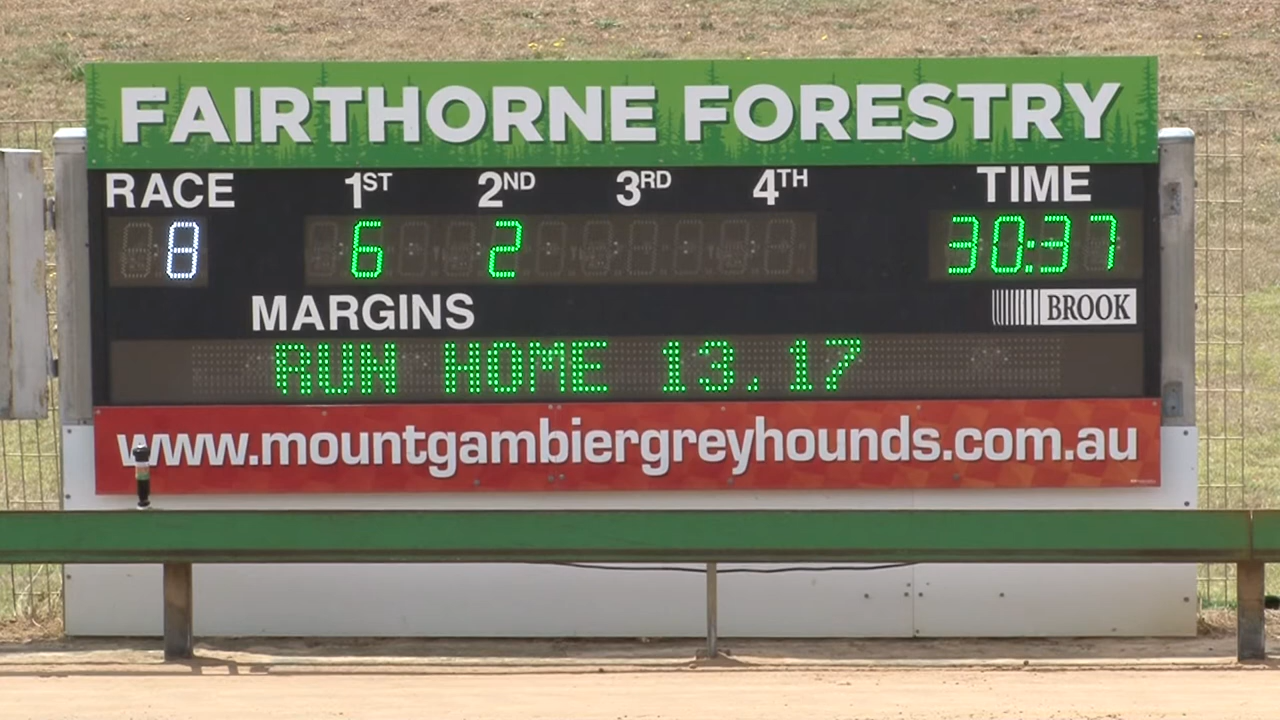 FAIRTHORNE FORESTRY
RACE 1ST 2ND 3RD 4TH TIME
8 6 2 30:37
MARGINS BROOK
RUN HOME 13.17
www.mountgambiergreyhounds.com.au